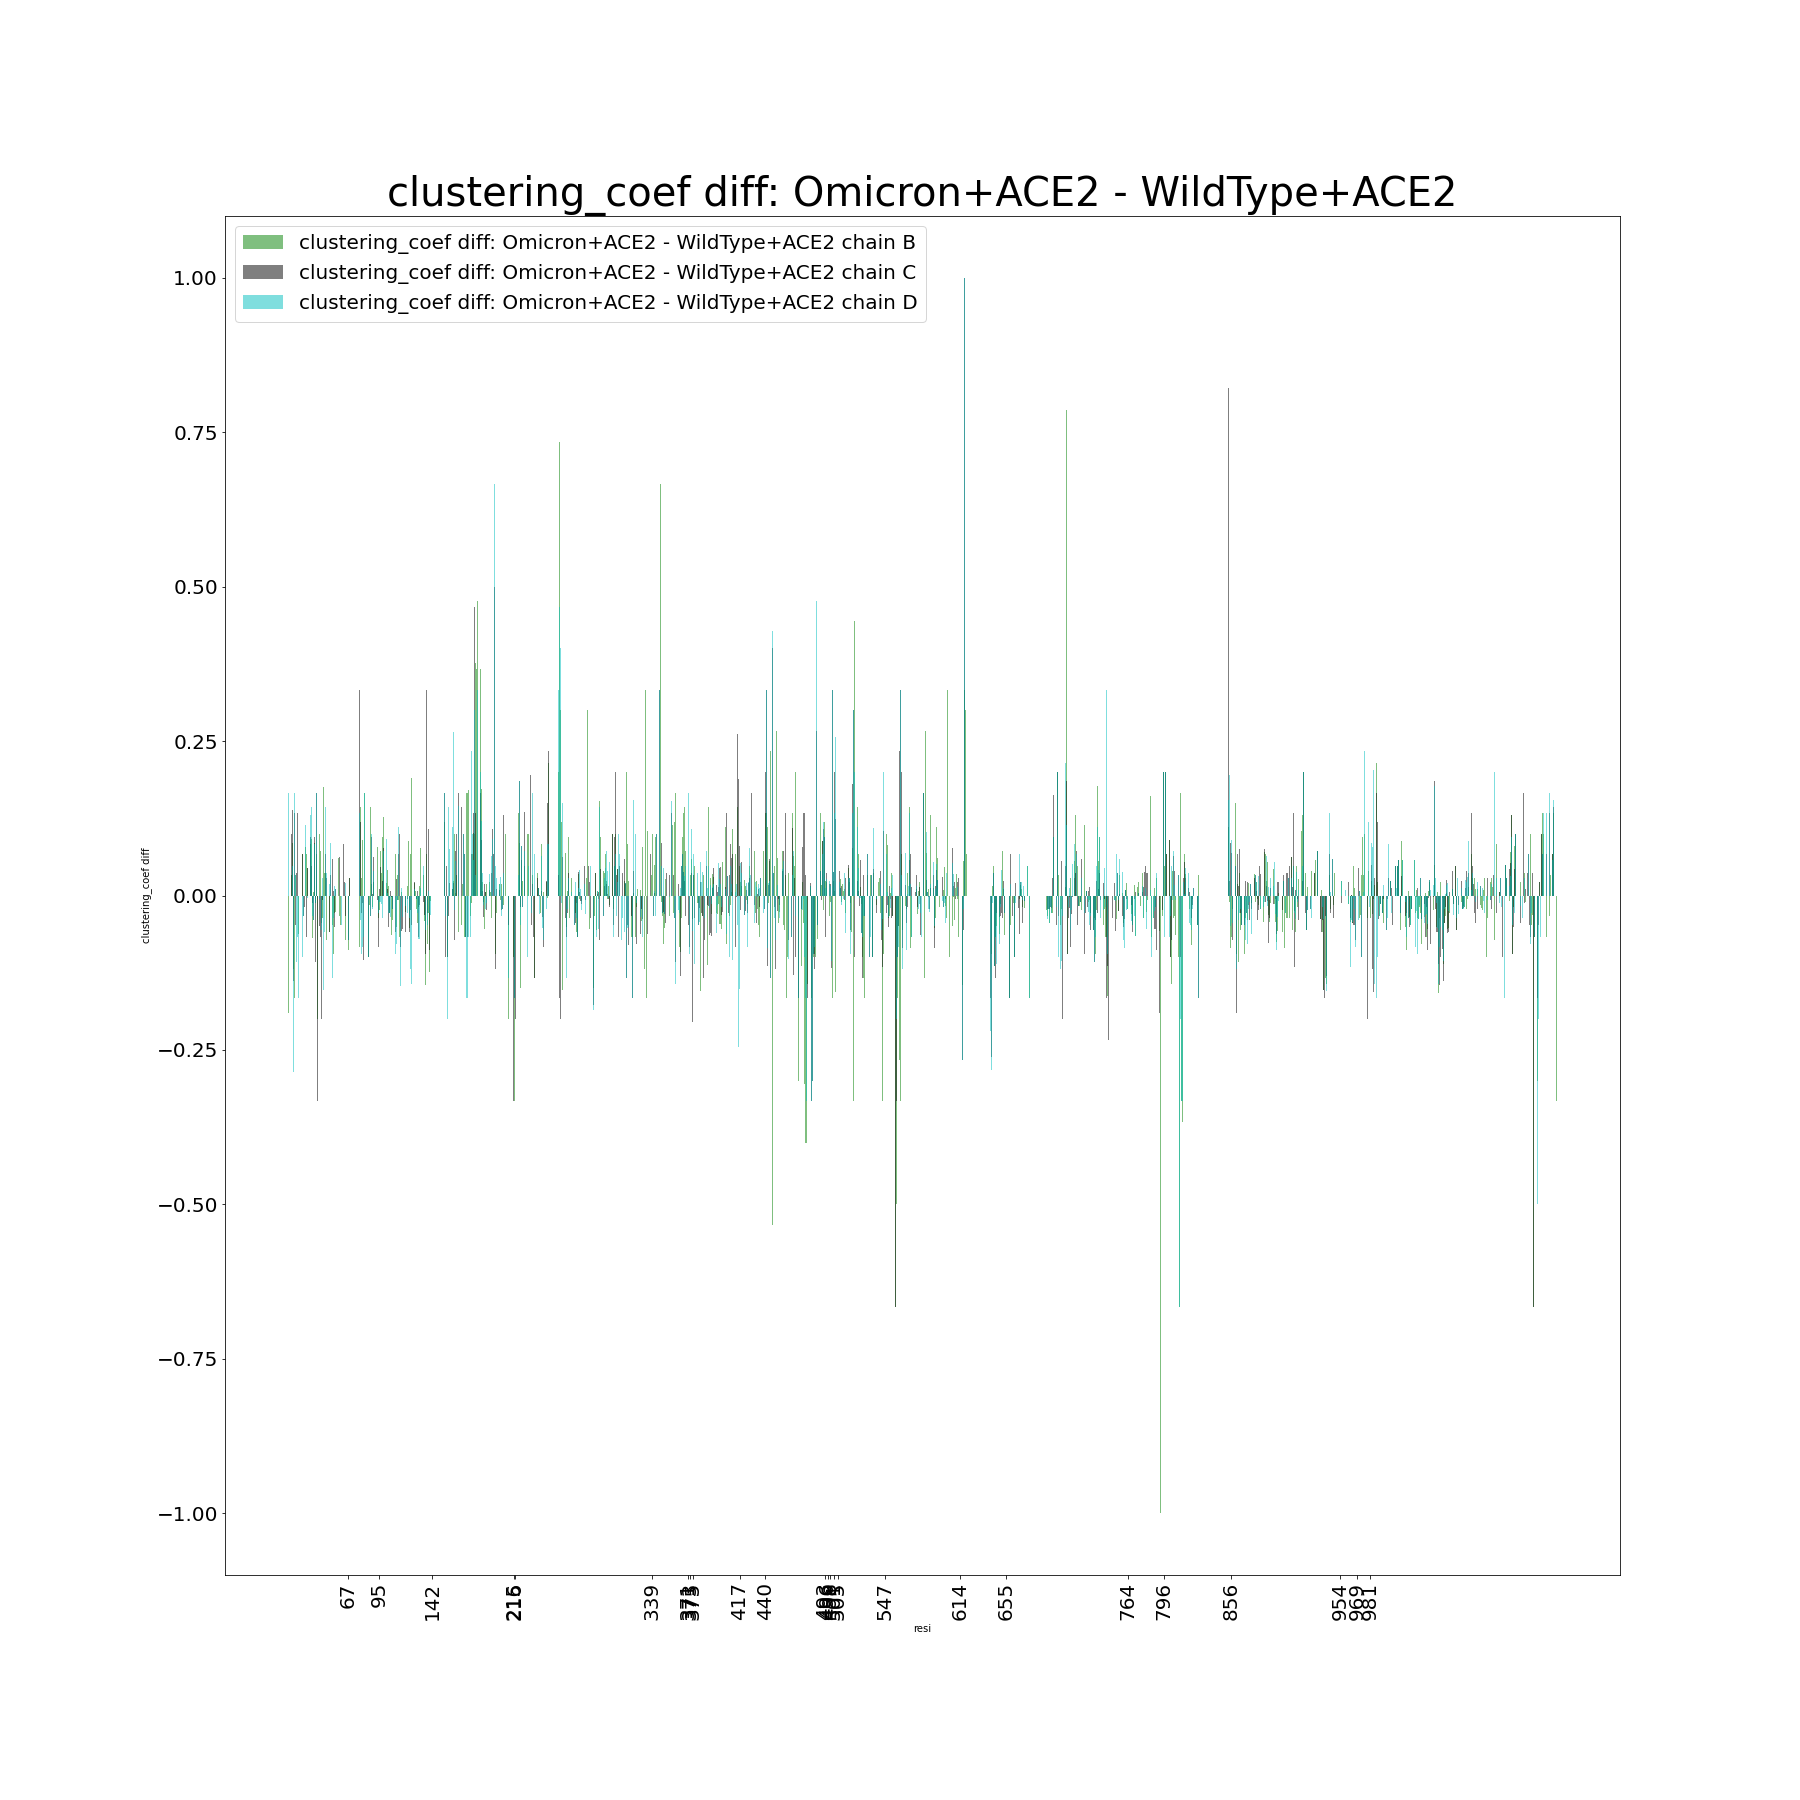 clustering_coef diff: Omicron+ACE2 - WildType+ACE2
clustering_coef diff: Omicron+ACE2 - WildType+ACE2 chain B
clustering_coef diff: Omicron+ACE2 - WildType+ACE2 chain C
clustering_coef diff: Omicron+ACE2 - WildType+ACE2 chain D
1.00
0.75
0.50
0.25
0.00
−0.25
−0.50
−0.75
−1.00
clustering_coef diff
67 95 142 339 417 440 547 614 655 764 796 856 954 969 981
resi